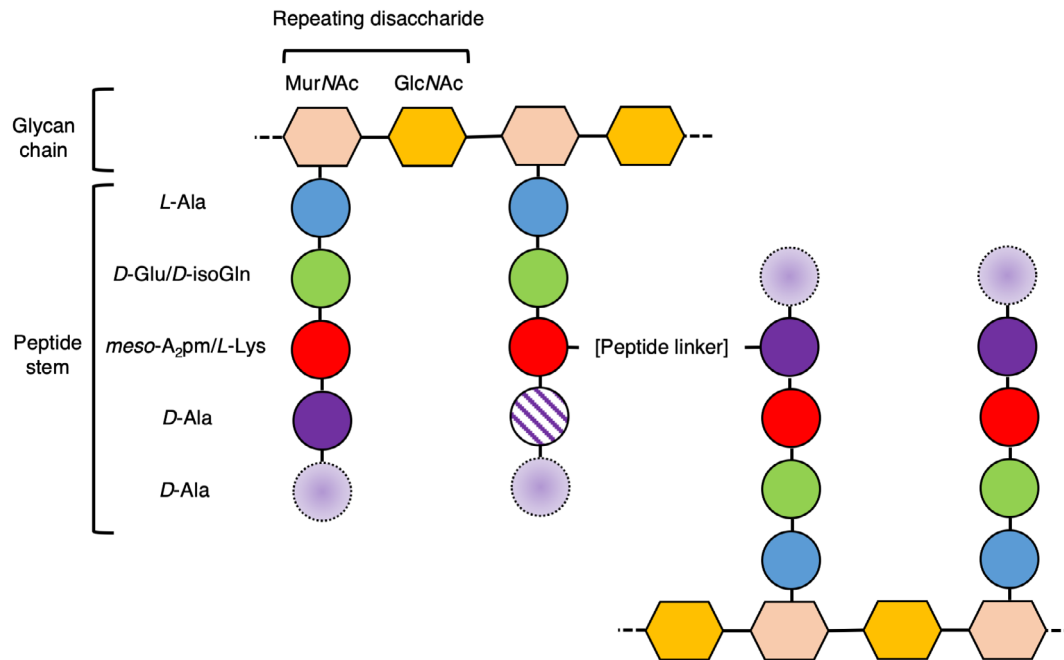 Repeating disaccharide
MurNAc GlcNAc
Glycan
chain
L-Ala
D-Glu/D-isoGln
Peptide
stem
meso-A₂pm/L-Lys
[Peptide linker]
D-Ala
D-Ala